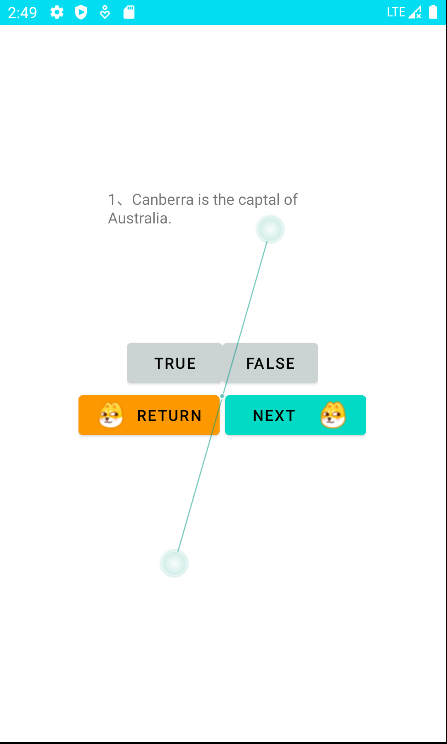 2:49 LTE
1、Canberra is the captal of
Australia.
TRUE FALSE
RETURN NEXT